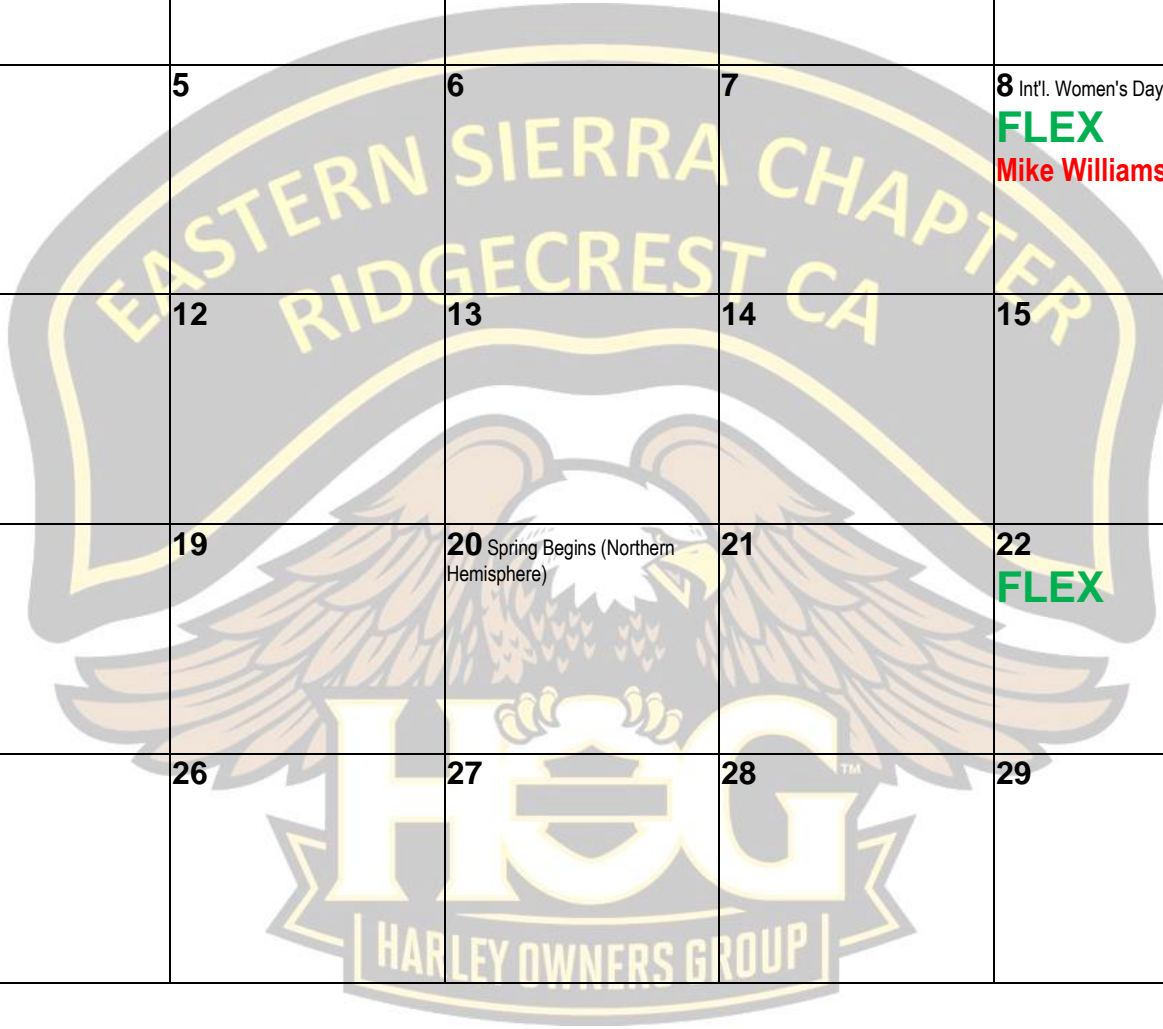 EASTERN SIERRA CHAPTER
RIDGECREST CA
5
6
7
8 Int'l. Women's Day
FLEX
Mike Williams
12
13
14
15
19
20 Spring Begins (Northern
Hemisphere)
21
22
FLEX
26
27
28
29
HOG™
HARLEY OWNERS GROUP